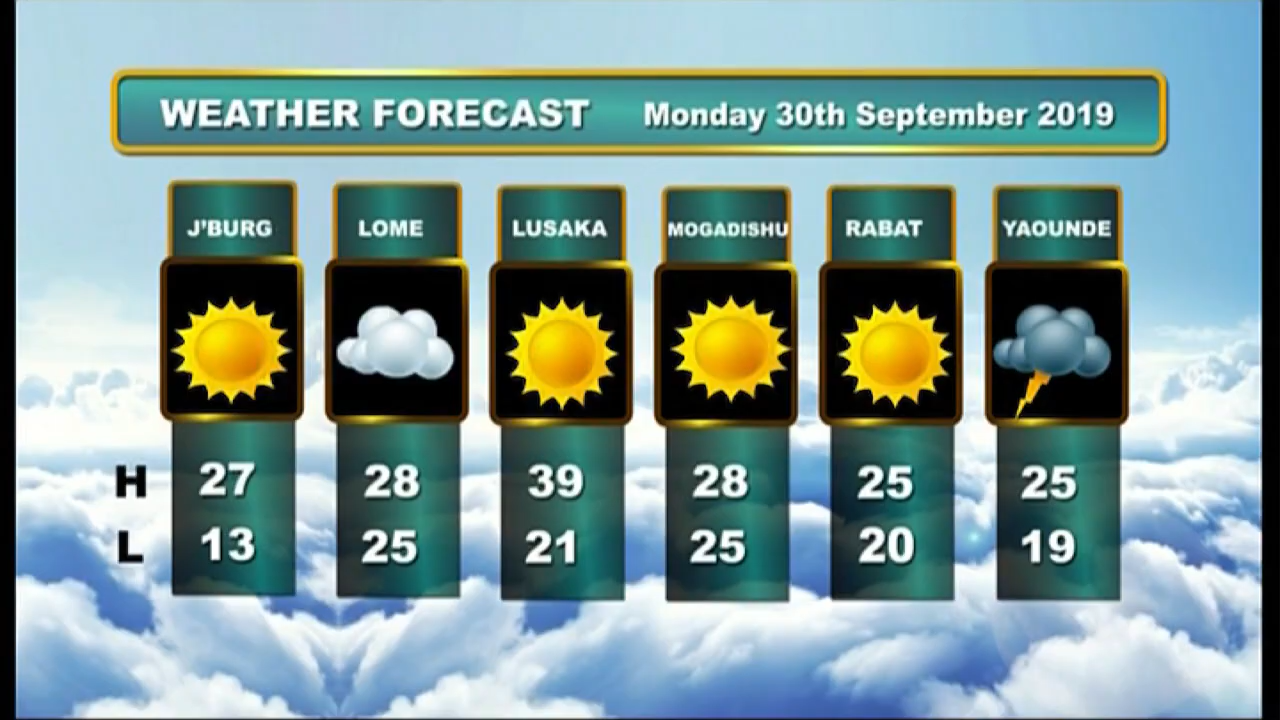 WEATHER FORECAST Monday 30th September 2019
J'BURG LOME LUSAKA MOGADISHU RABAT YAOUNDE
H 27 28 39 28 25 25
L 13 25 21 25 20 19